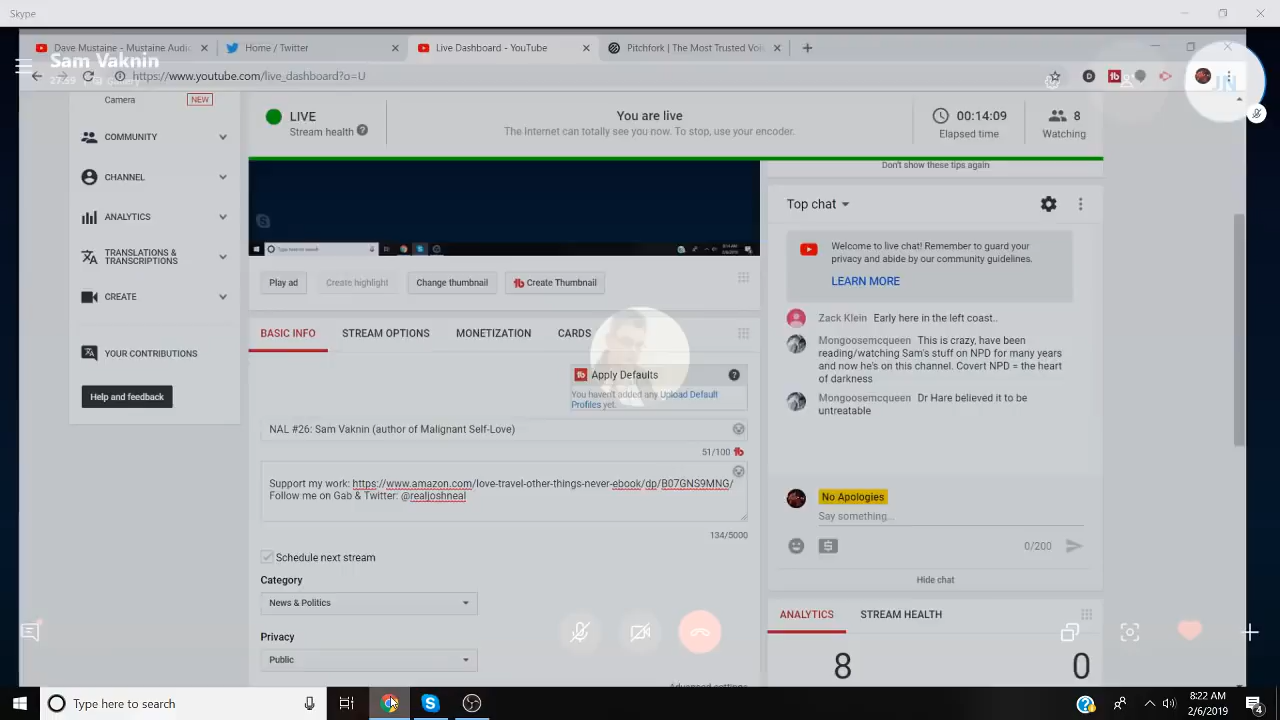 Skype
Dave Mustaine - Mustaine Audio
Home / Twitter
Live Dashboard - YouTube
Pitchfork | The Most Trusted Voi
Sam Vaknin
https://www.youtube.com/live_dashboard?o=U
JN
Camera
NEW
COMMUNITY
CHANNEL
ANALYTICS
TRANSLATIONS &
TRANSCRIPTIONS
CREATE
YOUR CONTRIBUTIONS
Help and feedback
LIVE
Stream health
You are live
The Internet can totally see you now. To stop, use your encoder.
00:14:09
Elapsed time
8
Watching
Type here to search
Play ad
Create highlight
Change thumbnail
Create Thumbnail
BASIC INFO
STREAM OPTIONS
MONETIZATION
CARDS
Apply Defaults
You haven't added any Upload Default
Profiles yet.
NAL #26: Sam Vaknin (author of Malignant Self-Love)
51/100
Support my work: https://www.amazon.com/love-travel-other-things-never-ebook/dp/B07GNS9MNG/
Follow me on Gab & Twitter: @realjoshneal
134/5000
Schedule next stream
Category
News & Politics
Privacy
Public
Advanced settings
Don't show these tips again
Top chat
Welcome to live chat! Remember to guard your
privacy and abide by our community guidelines.
LEARN MORE
Zack Klein Early here in the left coast..
Mongoosemcqueen This is crazy, have been
reading/watching Sam's stuff on NPD for many years
and now he's on this channel. Covert NPD = the heart
of darkness
Mongoosemcqueen Dr Hare believed it to be
untreatable
No Apologies
Say something...
0/200
Hide chat
ANALYTICS
STREAM HEALTH
8
0
Type here to search
8:22 AM
2/6/2019